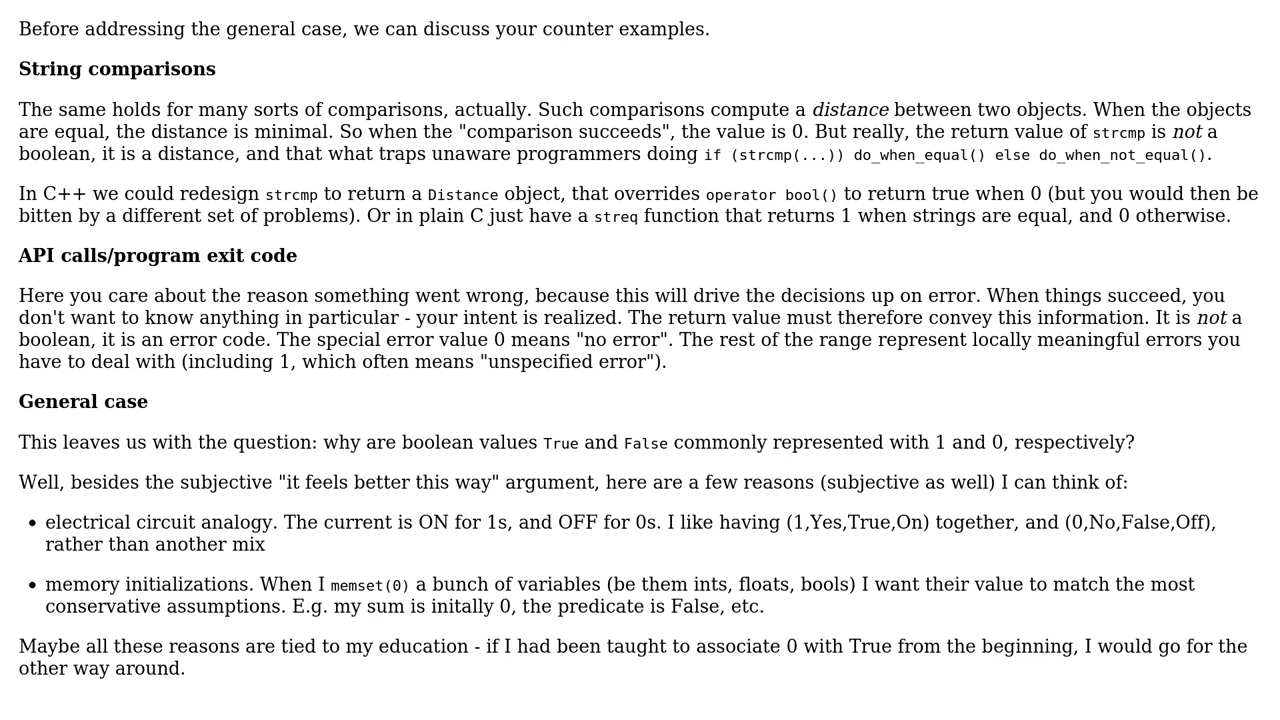 Before addressing the general case, we can discuss your counter examples.
String comparisons
The same holds for many sorts of comparisons, actually. Such comparisons compute a distance between two objects. When the objects
are equal, the distance is minimal. So when the "comparison succeeds", the value is 0. But really, the return value of strcmp is not a
boolean, it is a distance, and that what traps unaware programmers doing if (strcmp(...)) do_when_equal() else do_when_not_equal().
In C++ we could redesign strcmp to return a Distance object, that overrides operator bool() to return true when 0 (but you would then be
bitten by a different set of problems). Or in plain C just have a streq function that returns 1 when strings are equal, and 0 otherwise.
API calls/program exit code
Here you care about the reason something went wrong, because this will drive the decisions up on error. When things succeed, you
don't want to know anything in particular - your intent is realized. The return value must therefore convey this information. It is not a
boolean, it is an error code. The special error value 0 means "no error". The rest of the range represent locally meaningful errors you
have to deal with (including 1, which often means "unspecified error").
General case
This leaves us with the question: why are boolean values True and False commonly represented with 1 and 0, respectively?
Well, besides the subjective "it feels better this way" argument, here are a few reasons (subjective as well) I can think of:
• electrical circuit analogy. The current is ON for 1s, and OFF for 0s. I like having (1,Yes,True,On) together, and (0,No,False,Off),
rather than another mix
• memory initializations. When I memset(0) a bunch of variables (be them ints, floats, bools) I want their value to match the most
conservative assumptions. E.g. my sum is initally 0, the predicate is False, etc.
Maybe all these reasons are tied to my education - if I had been taught to associate 0 with True from the beginning, I would go for the
other way around.